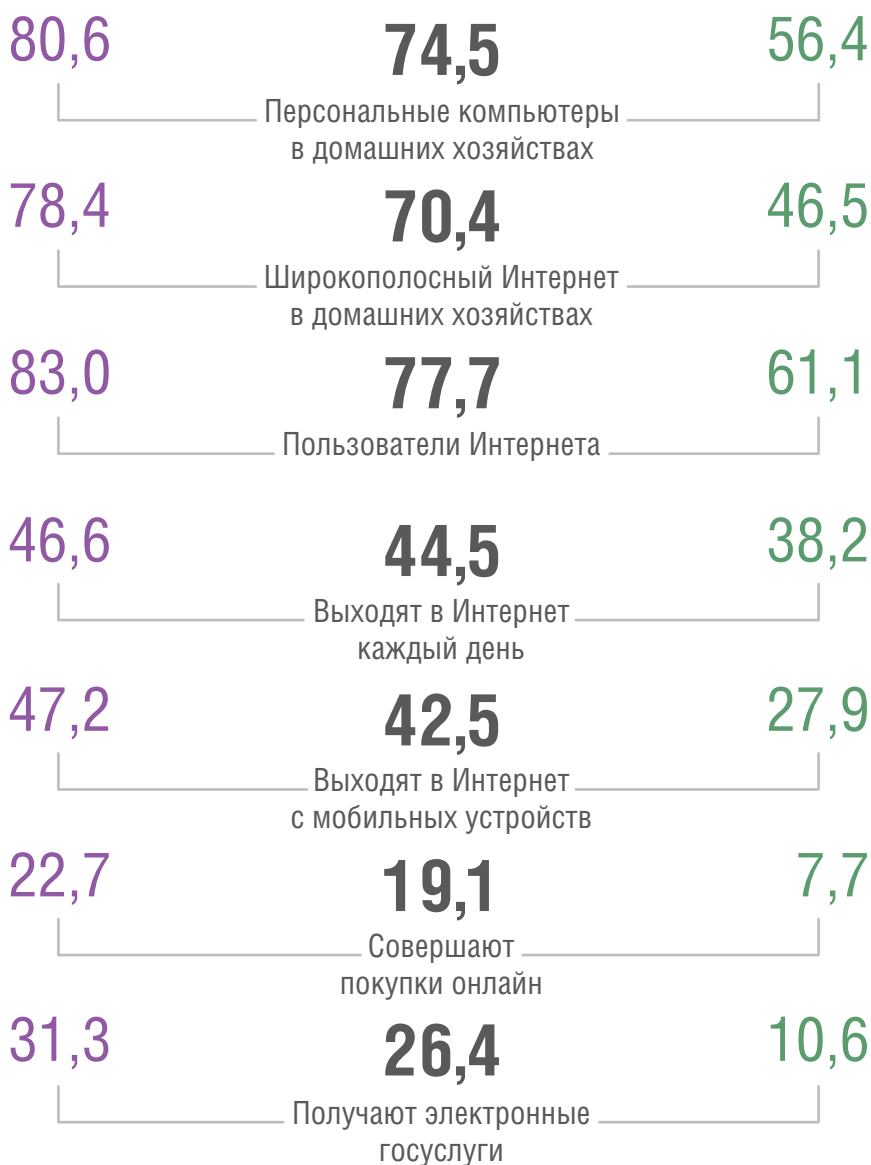 80,6 74,5 56,4
Персональные компьютеры
в домашних хозяйствах
78,4 70,4 46,5
Широкополосный Интернет
в домашних хозяйствах
83,0 77,7 61,1
Пользователи Интернета
46,6 44,5 38,2
Выходят в Интернет
каждый день
47,2 42,5 27,9
Выходят в Интернет
с мобильных устройств
22,7 19,1 7,7
Совершают
покупки онлайн
31,3 26,4 10,6
Получают электронные
госуслуги